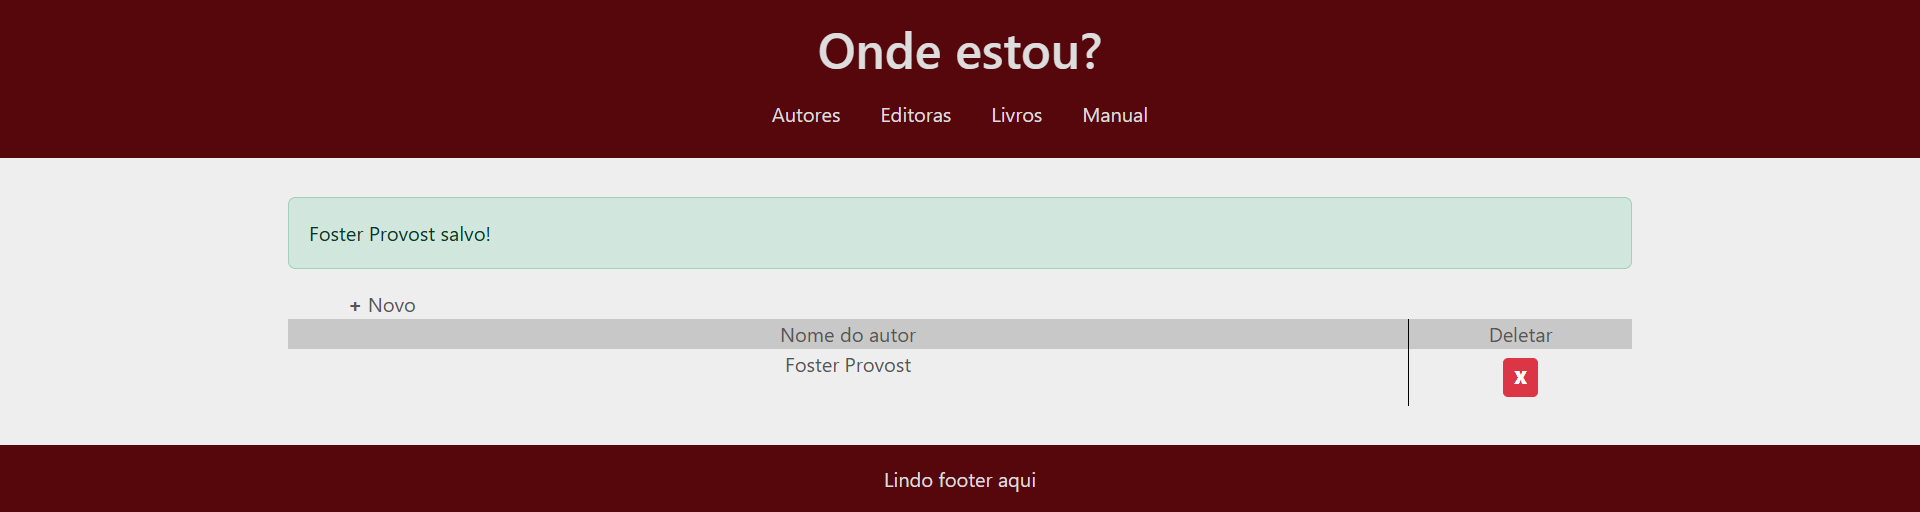 Onde estou?
Autores Editoras Livros Manual
Foster Provost salvo!
+ Novo
Nome do autor Deletar
Foster Provost X
Lindo footer aqui